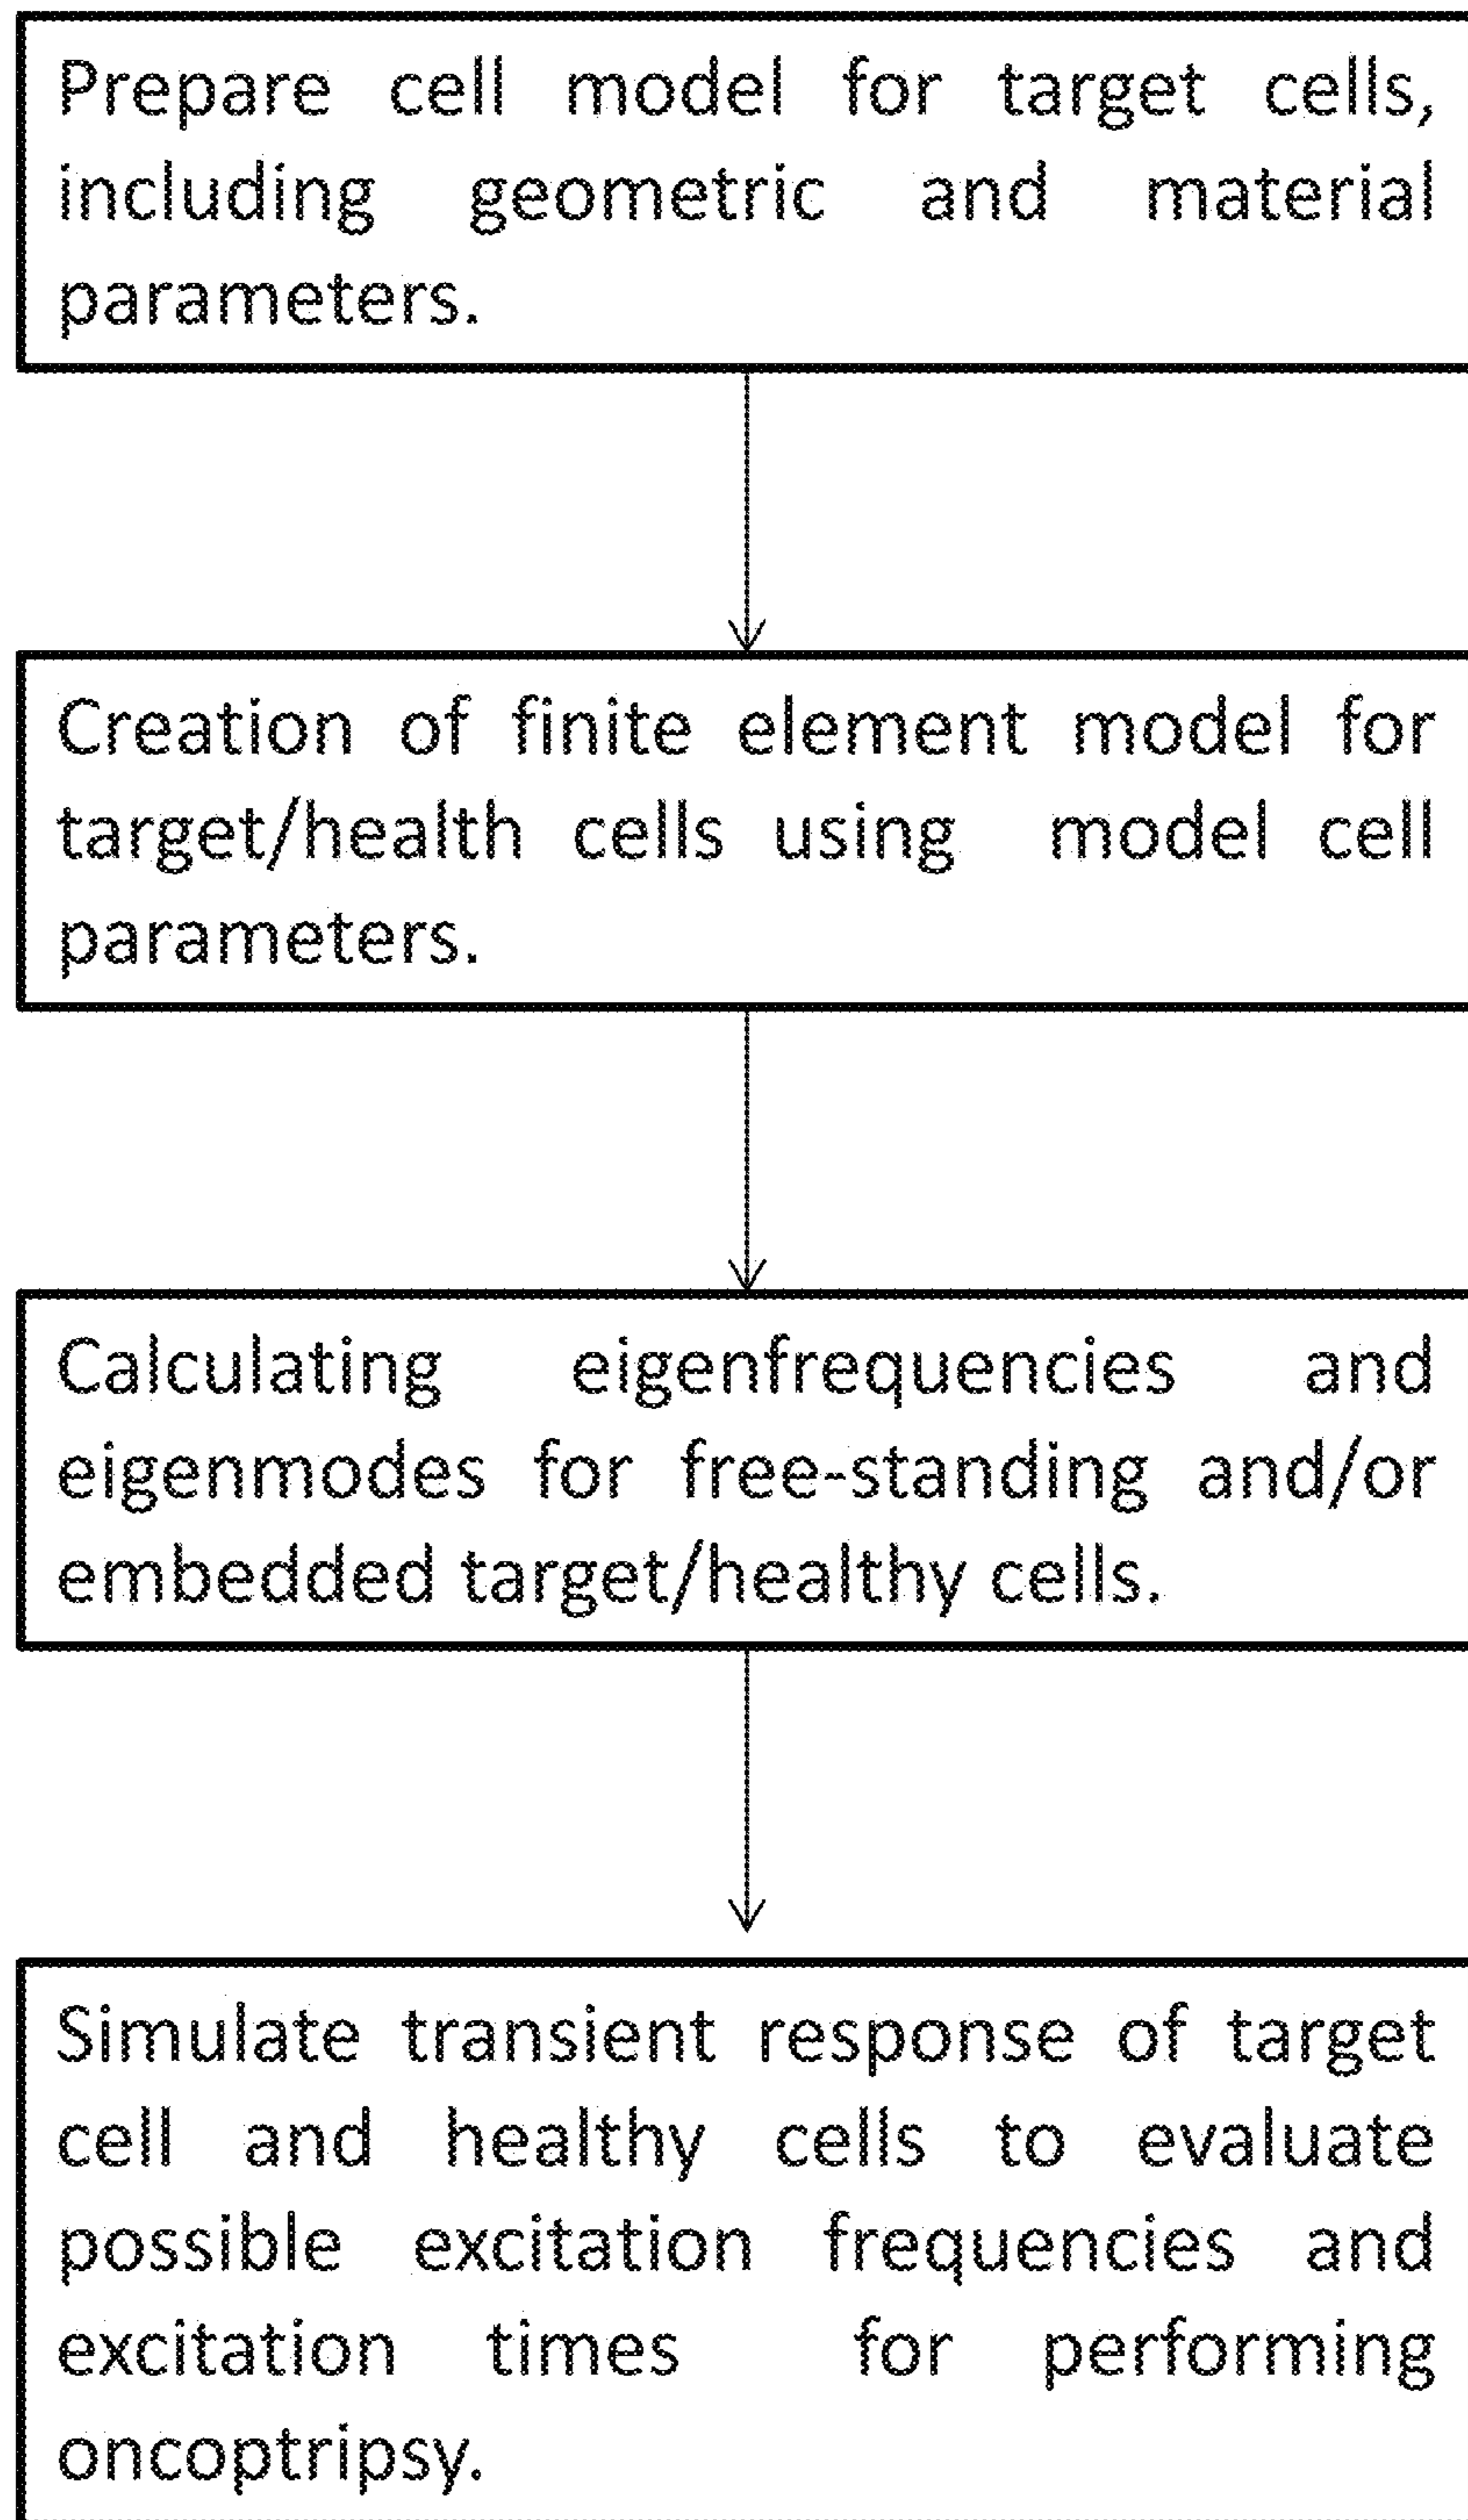 Prepare cell model for target cells,
including geometric and material
parameters.
Creation of finite element model for
target/health cells using model cell
parameters.
Calculating eigenfrequencies and
eigenmodes for free-standing and/or
embedded target/healthy cells.
Simulate transient response of target
cell and healthy cells to evaluate
possible excitation frequencies and
excitation times for performing
oncoptripsy.